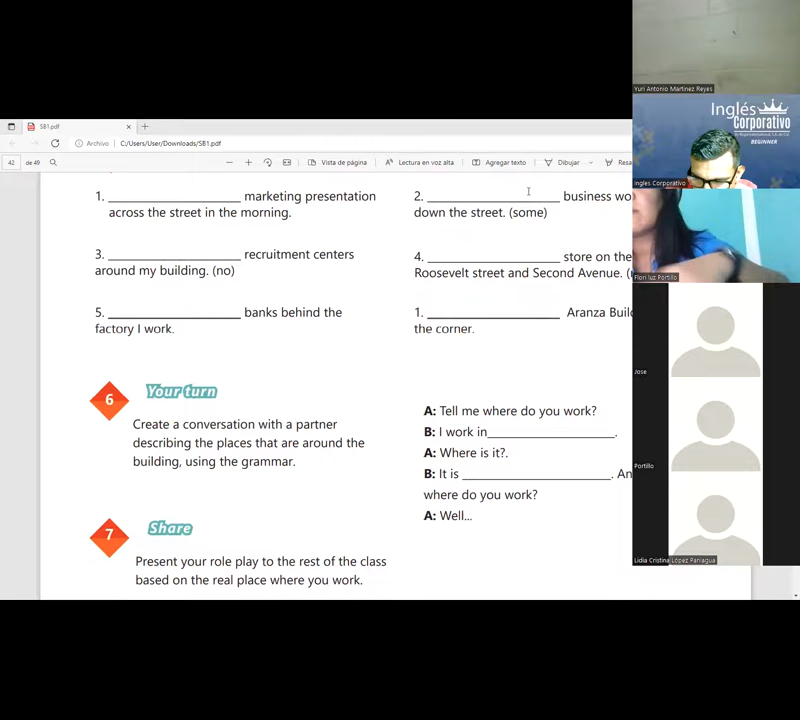 SB1.pdf
Archivo C:/Users/User/Downloads/SB1.pdf
42 de 49 Vista de página Lectura en voz alta Agregar texto Dibujar
1. ____________________ marketing presentation
across the street in the morning.
2. ____________________ business
down the street. (some)
3. ____________________ recruitment centers
around my building. (no)
4. ____________________ store on the
Roosevelt street and Second Avenue.
5. ____________________ banks behind the
factory I work.
1. ____________________ Aranza
the corner.
6 Your turn
Create a conversation with a partner
describing the places that are around the
building, using the grammar.
A: Tell me where do you work?
B: I work in____________________.
A: Where is it?.
B: It is ____________________.
where do you work?
A: Well...
7 Share
Present your role play to the rest of the class
based on the real place where you work.
Yuri Antonio Martinez Reyes
Inglés
Corporativo
BEGINNER
Ingles Corporativo
Flori luz Portillo
Jose
Portillo
Lidia Cristina López Paniagua